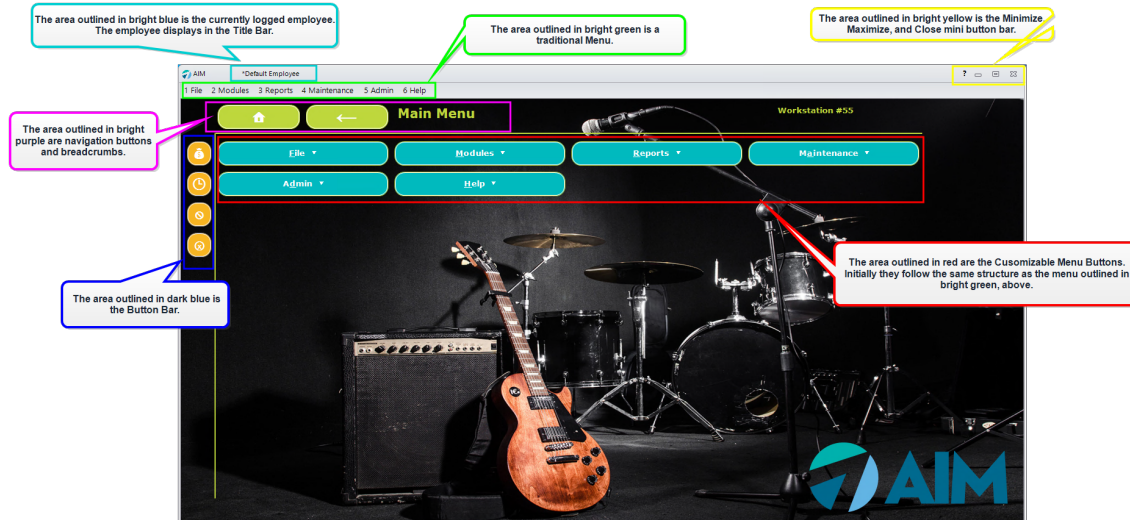 The area outlined in bright blue is the currently logged employee.
The employee displays in the Title Bar.
The area outlined in bright green is a
traditional Menu.
The area outlined in bright yellow is the Minimize,
Maximize, and Close mini button bar.
AIM *Default Employee ?
1 File 2 Modules 3 Reports 4 Maintenance 5 Admin 6 Help
Main Menu
Workstation #55
The area outlined in bright
purple are navigation buttons
and breadcrumbs.
File Modules Reports Maintenance
Admin Help
The area outlined in red are the Cusomizable Menu Buttons.
Initially they follow the same structure as the menu outlined in
bright green, above.
The area outlined in dark blue is
the Button Bar.
AIM